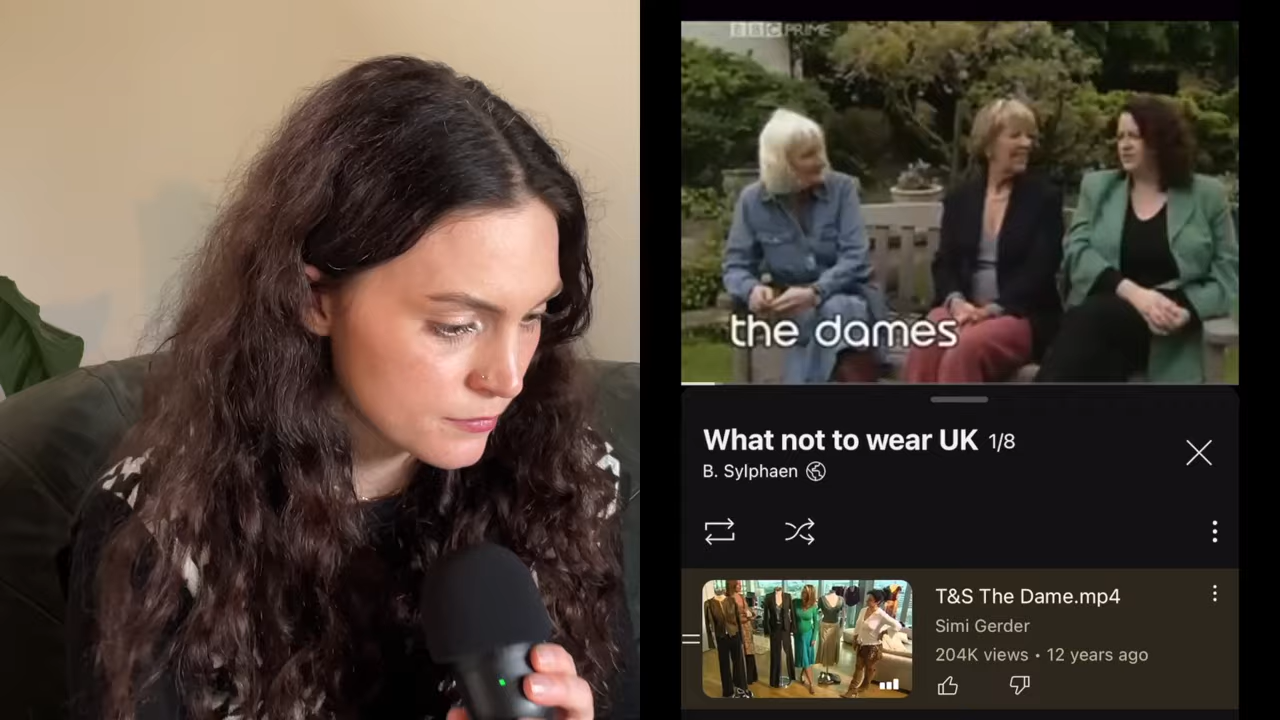 BBC PRIME
the dames
What not to wear UK 1/8
B. Sylphaen
T&S The Dame.mp4
Simi Gerder
204K views • 12 years ago